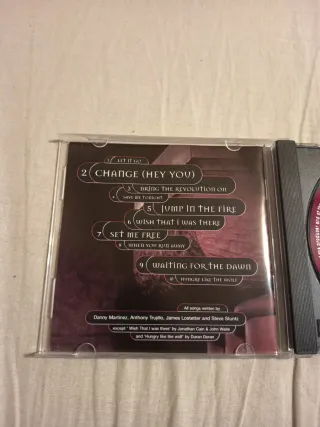 1 LET IT GO
2 CHANGE (HEY YOU)
3 BRING THE REVOLUTION ON
4 SAVE ME TONIGHT
5 JUMP IN THE FIRE
6 WISH THAT I WAS THERE
7 SET ME FREE
8 WHEN YOU RUN AWAY
9 WAITING FOR THE DAWN
10 HUNGRY LIKE THE WOLF
All songs written by
Danny Martinez, Anthony Trujillo, James Lostetter and Steve Stuntz
except ' Wish That I was there' by Jonathan Cain & John Waite
and 'Hungry like the wolf' by Duran Duran